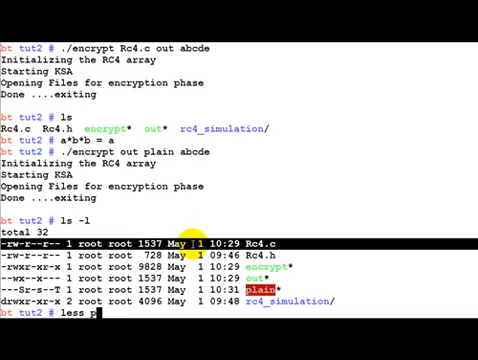 bt tut2 # ./encrypt Rc4.c out abcde
Initializing the RC4 array
Starting KSA
Opening Files for encryption phase
Done ....exiting
bt tut2 # ls
Rc4.c Rc4.h encrypt* out* rc4_simulation/
bt tut2 # a*b*b = a
bt tut2 # ./encrypt out plain abcde
Initializing the RC4 array
Starting KSA
Opening Files for encryption phase
Done ....exiting
bt tut2 # ls -l
total 32
-rw-r--r-- 1 root root 1537 May 1 10:29 Rc4.c
-rw-r--r-- 1 root root 728 May 1 09:46 Rc4.h
-rwxr-xr-x 1 root root 9828 May 1 10:29 encrypt*
--wx--x--- 1 root root 1537 May 1 10:29 out*
---Sr-s--T 1 root root 1537 May 1 10:31 plain*
drwxr-xr-x 2 root root 4096 May 1 09:48 rc4_simulation/
bt tut2 # less p